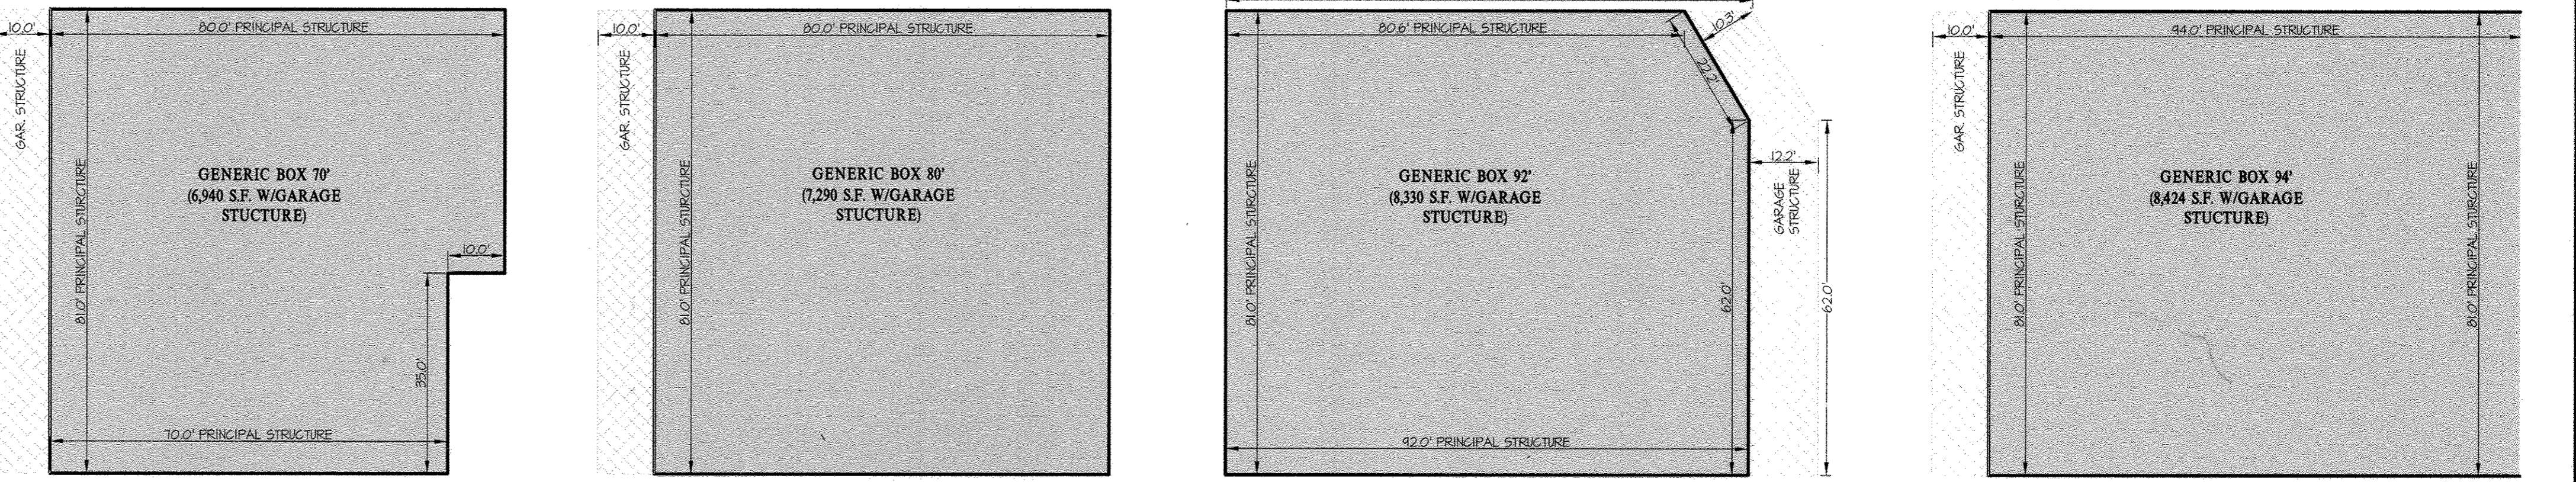 10.0'
80.0' PRINCIPAL STRUCTURE
GAR. STRUCTURE
81.0' PRINCIPAL STURCTURE
GENERIC BOX 70'
(6,940 S.F. W/GARAGE
STUCTURE)
10.0'
35.0'
70.0' PRINCIPAL STRUCTURE
10.0'
80.0' PRINCIPAL STRUCTURE
GAR. STRUCTURE
81.0' PRINCIPAL STURCTURE
GENERIC BOX 80'
(7,290 S.F. W/GARAGE
STUCTURE)
80.6' PRINCIPAL STRUCTURE
10.3'
22.2'
81.0' PRINCIPAL STURCTURE
GENERIC BOX 92'
(8,330 S.F. W/GARAGE
STUCTURE)
12.2'
GARAGE
STRUCTURE
62.0'
62.0'
92.0' PRINCIPAL STRUCTURE
10.0'
94.0' PRINCIPAL STRUCTURE
GAR. STRUCTURE
81.0' PRINCIPAL STURCTURE
GENERIC BOX 94'
(8,424 S.F. W/GARAGE
STUCTURE)
81.0' PRINCIPAL STURCTURE